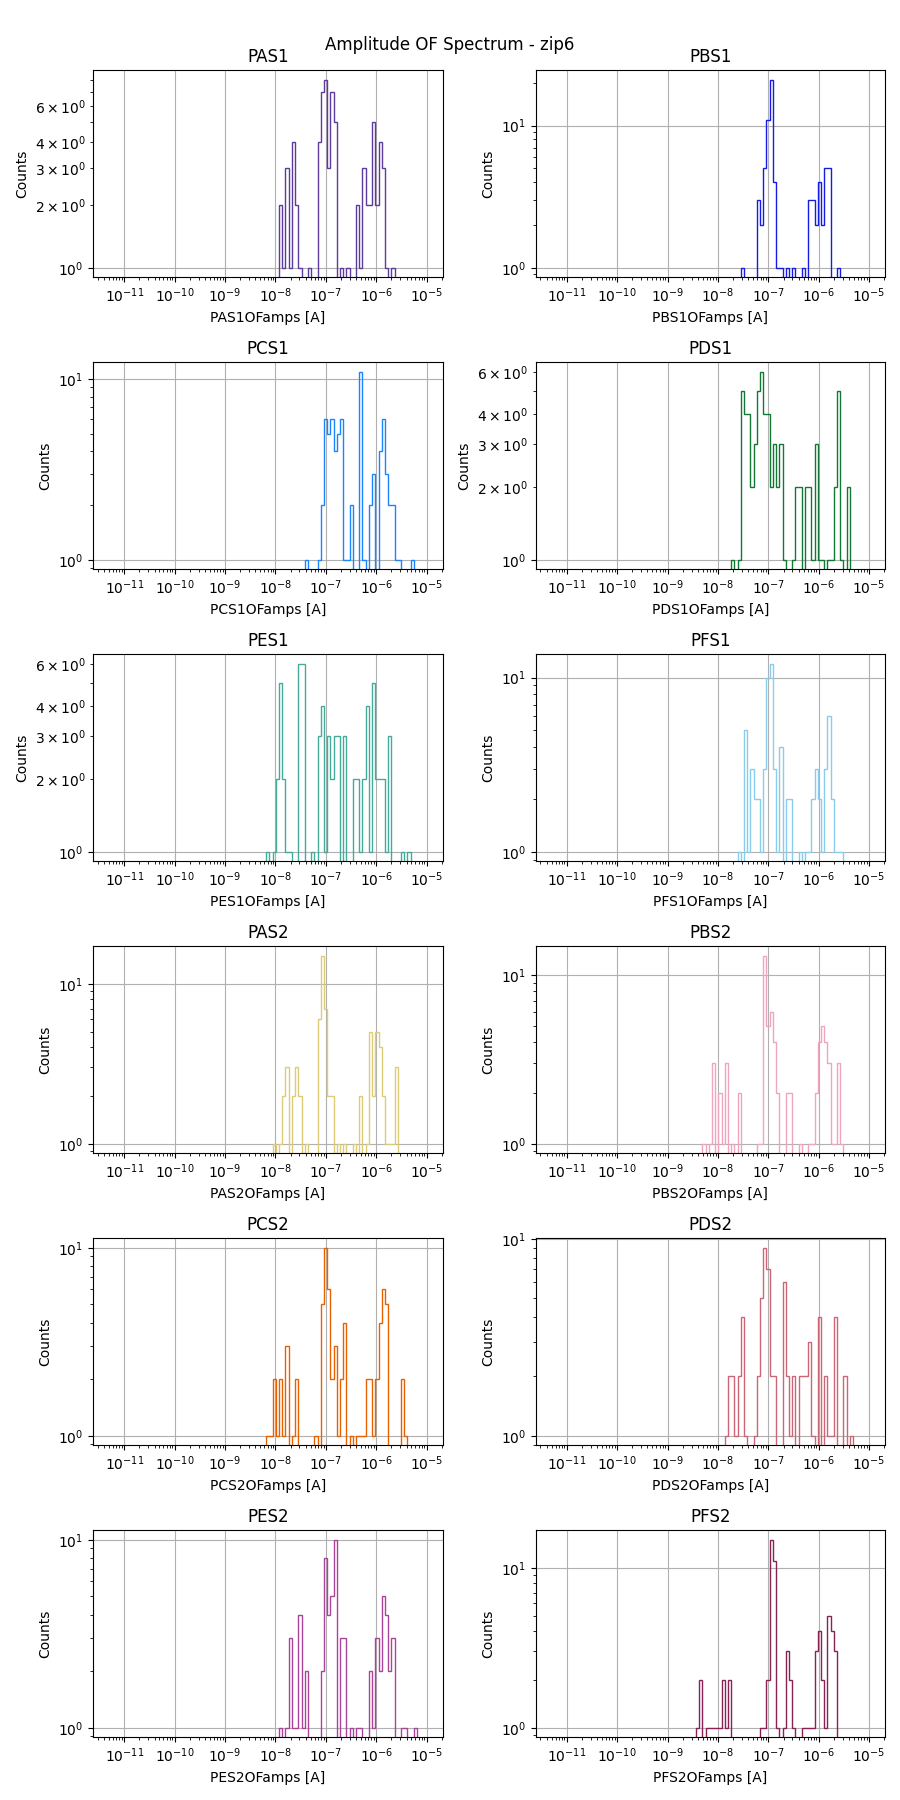 Amplitude OF Spectrum - zip6
PAS1 PBS1
6 × 10⁰
4 × 10⁰
3 × 10⁰
2 × 10⁰
10⁰
Counts
10⁻¹¹ 10⁻¹⁰ 10⁻⁹ 10⁻⁸ 10⁻⁷ 10⁻⁶ 10⁻⁵
PAS1OFamps [A]
10¹
10⁰
Counts
10⁻¹¹ 10⁻¹⁰ 10⁻⁹ 10⁻⁸ 10⁻⁷ 10⁻⁶ 10⁻⁵
PBS1OFamps [A]
PCS1 PDS1
10¹
10⁰
Counts
10⁻¹¹ 10⁻¹⁰ 10⁻⁹ 10⁻⁸ 10⁻⁷ 10⁻⁶ 10⁻⁵
PCS1OFamps [A]
6 × 10⁰
4 × 10⁰
3 × 10⁰
2 × 10⁰
10⁰
Counts
10⁻¹¹ 10⁻¹⁰ 10⁻⁹ 10⁻⁸ 10⁻⁷ 10⁻⁶ 10⁻⁵
PDS1OFamps [A]
PES1 PFS1
6 × 10⁰
4 × 10⁰
3 × 10⁰
2 × 10⁰
10⁰
Counts
10⁻¹¹ 10⁻¹⁰ 10⁻⁹ 10⁻⁸ 10⁻⁷ 10⁻⁶ 10⁻⁵
PES1OFamps [A]
10¹
10⁰
Counts
10⁻¹¹ 10⁻¹⁰ 10⁻⁹ 10⁻⁸ 10⁻⁷ 10⁻⁶ 10⁻⁵
PFS1OFamps [A]
PAS2 PBS2
10¹
10⁰
Counts
10⁻¹¹ 10⁻¹⁰ 10⁻⁹ 10⁻⁸ 10⁻⁷ 10⁻⁶ 10⁻⁵
PAS2OFamps [A]
10¹
10⁰
Counts
10⁻¹¹ 10⁻¹⁰ 10⁻⁹ 10⁻⁸ 10⁻⁷ 10⁻⁶ 10⁻⁵
PBS2OFamps [A]
PCS2 PDS2
10¹
10⁰
Counts
10⁻¹¹ 10⁻¹⁰ 10⁻⁹ 10⁻⁸ 10⁻⁷ 10⁻⁶ 10⁻⁵
PCS2OFamps [A]
10¹
10⁰
Counts
10⁻¹¹ 10⁻¹⁰ 10⁻⁹ 10⁻⁸ 10⁻⁷ 10⁻⁶ 10⁻⁵
PDS2OFamps [A]
PES2 PFS2
10¹
10⁰
Counts
10⁻¹¹ 10⁻¹⁰ 10⁻⁹ 10⁻⁸ 10⁻⁷ 10⁻⁶ 10⁻⁵
PES2OFamps [A]
10¹
10⁰
Counts
10⁻¹¹ 10⁻¹⁰ 10⁻⁹ 10⁻⁸ 10⁻⁷ 10⁻⁶ 10⁻⁵
PFS2OFamps [A]